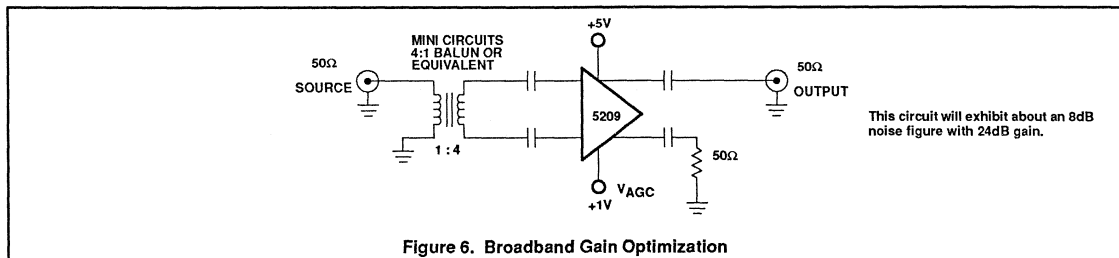 +5V
MINI CIRCUITS
4:1 BALUN OR
EQUIVALENT
50Ω
SOURCE
50Ω
OUTPUT
5209
This circuit will exhibit about an 8dB
noise figure with 24dB gain.
1 : 4
50Ω
VAGC
+1V
Figure 6. Broadband Gain Optimization